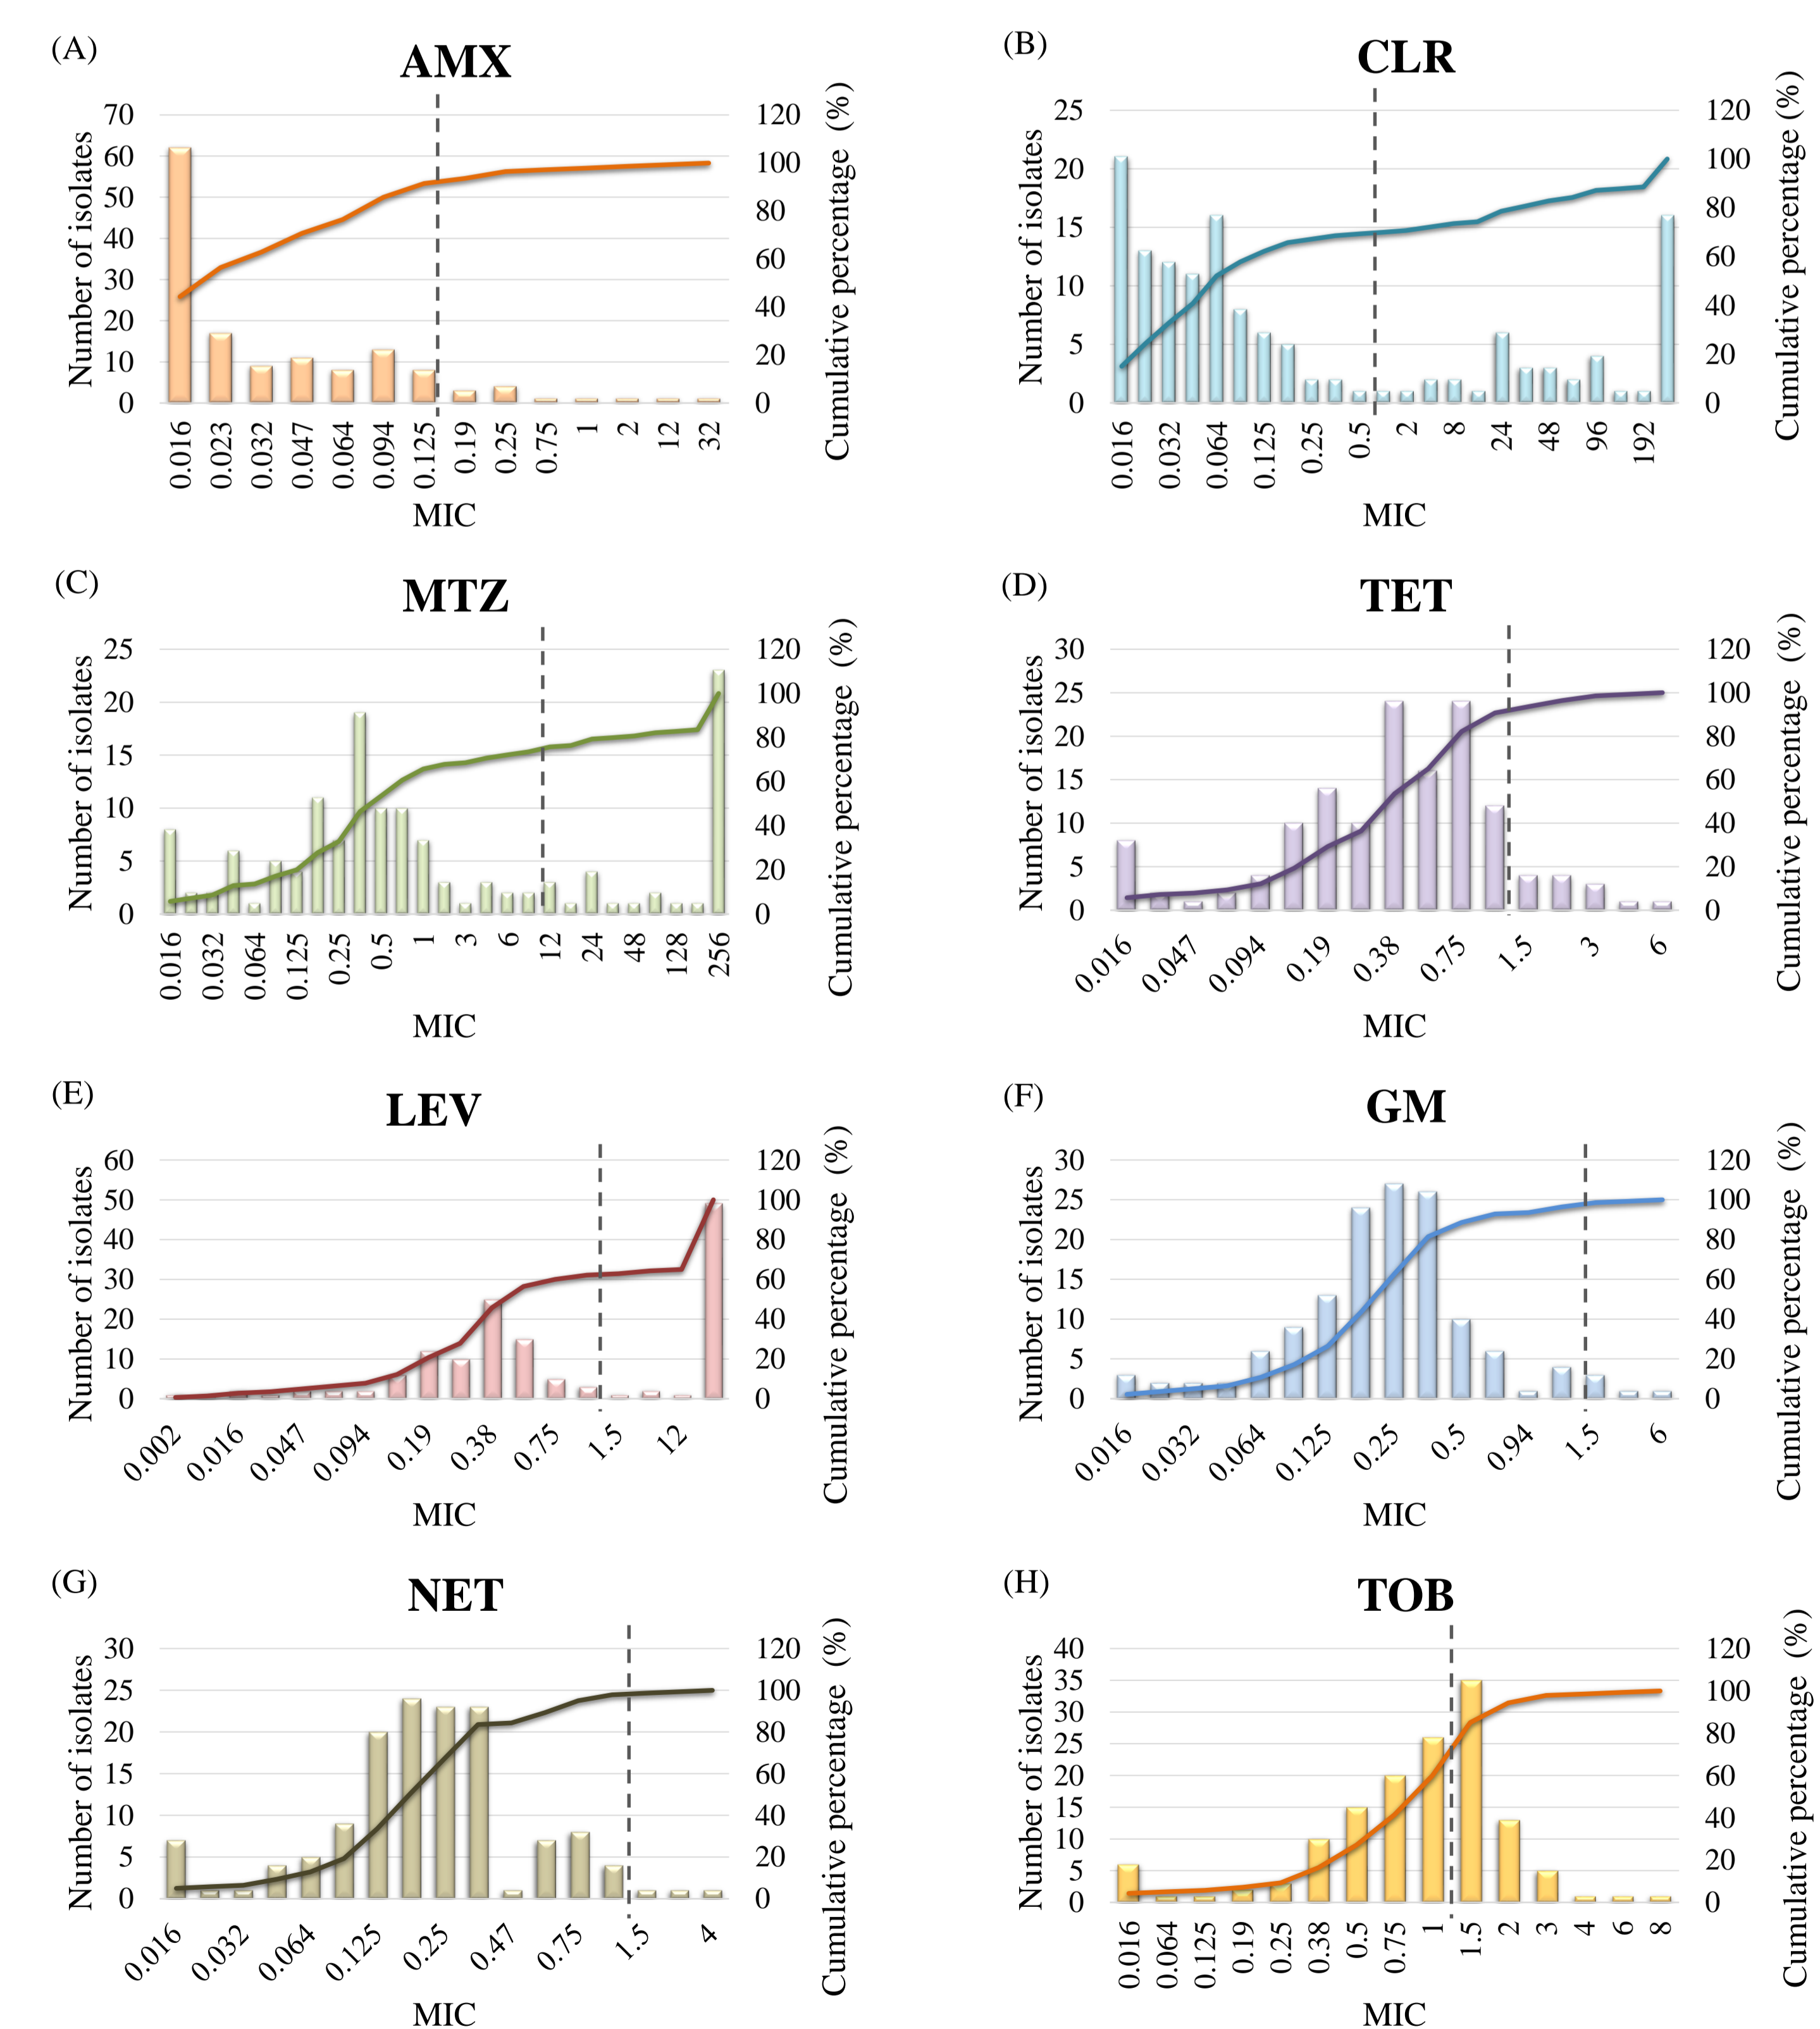 (A)
AMX
Number of isolates
70
60
50
40
30
20
10
0
120
100
80
60
40
20
0
Cumulative percentage (%)
0.016 0.023 0.032 0.047 0.064 0.094 0.125 0.19 0.25 0.75 1 2 12 32
MIC
(B)
CLR
Number of isolates
25
20
15
10
5
0
120
100
80
60
40
20
0
Cumulative percentage (%)
0.016 0.032 0.064 0.125 0.25 0.5 2 8 24 48 96 192
MIC
(C)
MTZ
Number of isolates
25
20
15
10
5
0
120
100
80
60
40
20
0
Cumulative percentage (%)
0.016 0.032 0.064 0.125 0.25 0.5 1 3 6 12 24 48 128 256
MIC
(D)
TET
Number of isolates
30
25
20
15
10
5
0
120
100
80
60
40
20
0
Cumulative percentage (%)
0.016 0.047 0.094 0.19 0.38 0.75 1.5 3 6
MIC
(E)
LEV
Number of isolates
60
50
40
30
20
10
0
120
100
80
60
40
20
0
Cumulative percentage (%)
0.002 0.016 0.047 0.094 0.19 0.38 0.75 1.5 12
MIC
(F)
GM
Number of isolates
30
25
20
15
10
5
0
120
100
80
60
40
20
0
Cumulative percentage (%)
0.016 0.032 0.064 0.125 0.25 0.5 0.94 1.5 6
MIC
(G)
NET
Number of isolates
30
25
20
15
10
5
0
120
100
80
60
40
20
0
Cumulative percentage (%)
0.016 0.032 0.064 0.125 0.25 0.47 0.75 1.5 4
MIC
(H)
TOB
Number of isolates
40
35
30
25
20
15
10
5
0
120
100
80
60
40
20
0
Cumulative percentage (%)
0.016 0.064 0.125 0.19 0.25 0.38 0.5 0.75 1 1.5 2 3 4 6 8
MIC